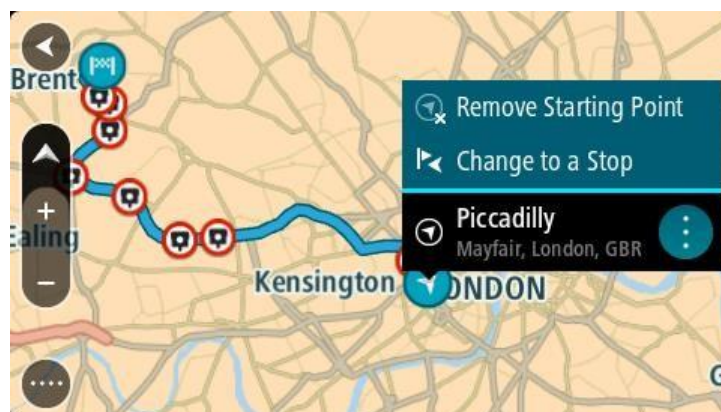 Brent
Remove Starting Point
Change to a Stop
Piccadilly
Mayfair, London, GBR
Ealing
Kensington
ONDON
G